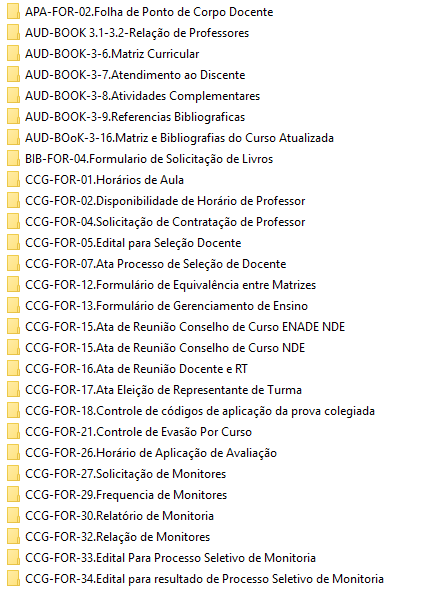 APA-FOR-02.Folha de Ponto de Corpo Docente
AUD-BOOK 3.1-3.2-Relação de Professores
AUD-BOOK-3-6.Matriz Curricular
AUD-BOOK-3-7.Atendimento ao Discente
AUD-BOOK-3-8.Atividades Complementares
AUD-BOOK-3-9.Referencias Bibliograficas
AUD-BOoK-3-16.Matriz e Bibliografias do Curso Atualizada
BIB-FOR-04.Formulario de Solicitação de Livros
CCG-FOR-01.Horários de Aula
CCG-FOR-02.Disponibilidade de Horário de Professor
CCG-FOR-04.Solicitação de Contratação de Professor
CCG-FOR-05.Edital para Seleção Docente
CCG-FOR-07.Ata Processo de Seleção de Docente
CCG-FOR-12.Formulário de Equivalência entre Matrizes
CCG-FOR-13.Formulário de Gerenciamento de Ensino
CCG-FOR-15.Ata de Reunião Conselho de Curso ENADE NDE
CCG-FOR-15.Ata de Reunião Conselho de Curso NDE
CCG-FOR-16.Ata de Reunião Docente e RT
CCG-FOR-17.Ata Eleição de Representante de Turma
CCG-FOR-18.Controle de códigos de aplicação da prova colegiada
CCG-FOR-21.Controle de Evasão Por Curso
CCG-FOR-26.Horário de Aplicação de Avaliação
CCG-FOR-27.Solicitação de Monitores
CCG-FOR-29.Frequencia de Monitores
CCG-FOR-30.Relatório de Monitoria
CCG-FOR-32.Relação de Monitores
CCG-FOR-33.Edital Para Processo Seletivo de Monitoria
CCG-FOR-34.Edital para resultado de Processo Seletivo de Monitoria